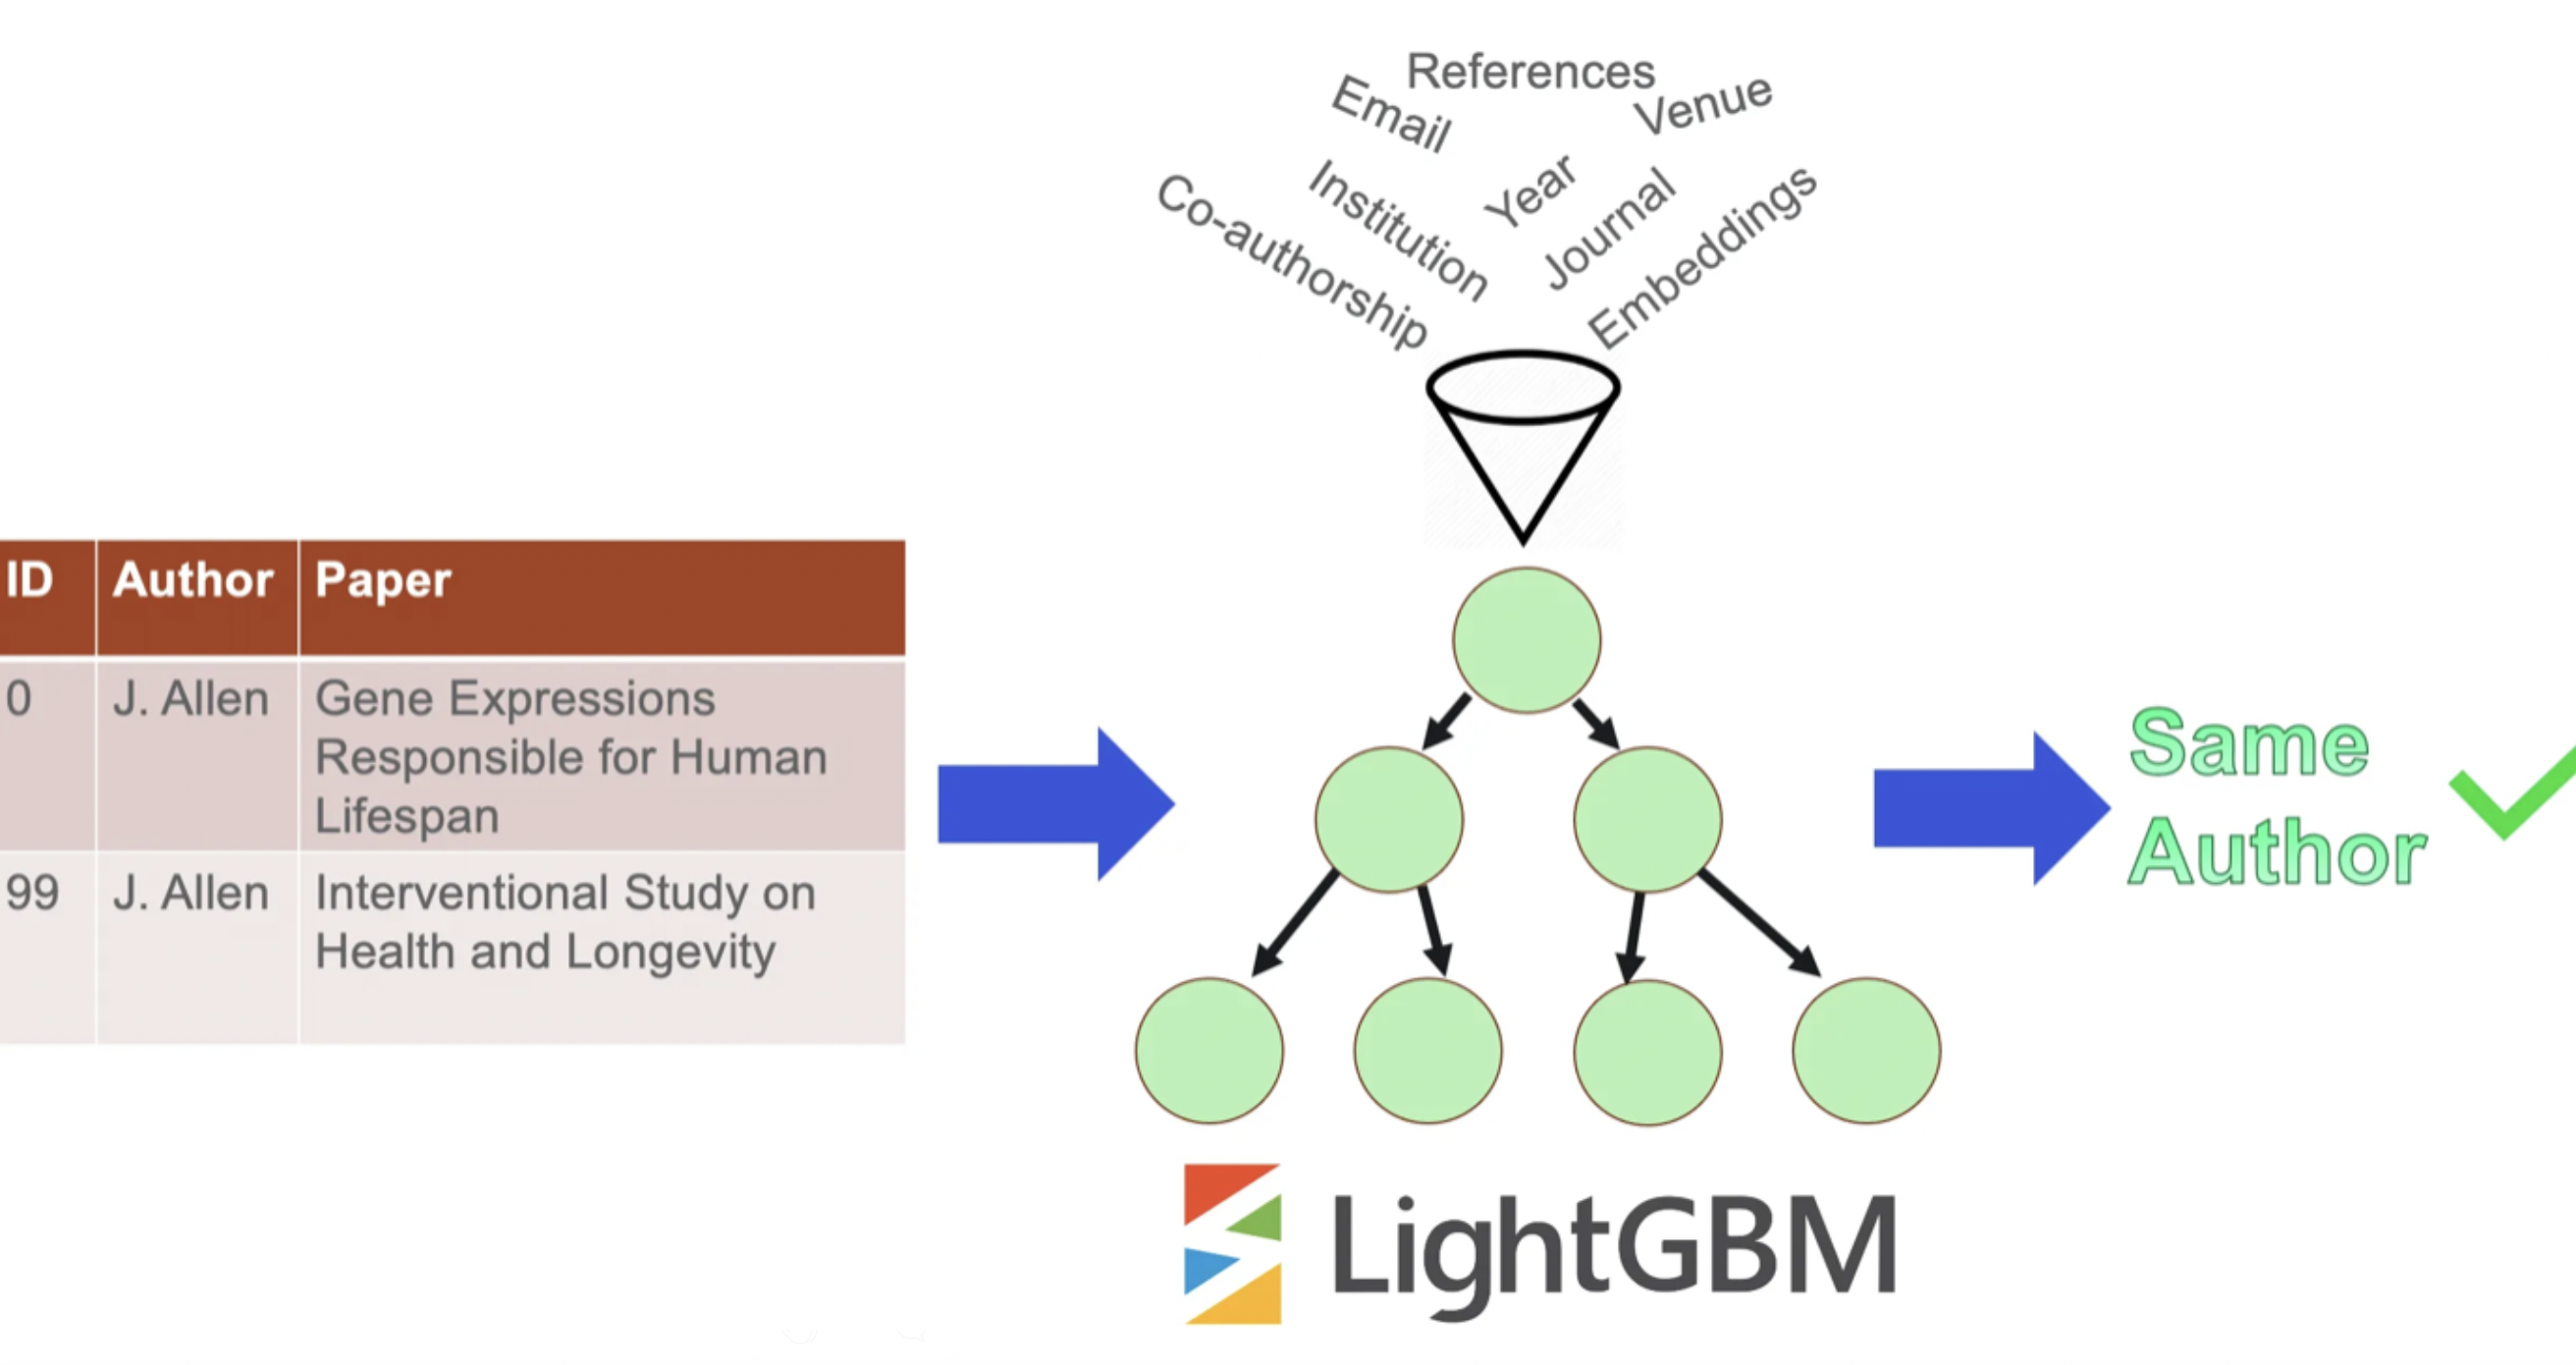 References
Email
Venue
Year
Institution
Journal
Co-authorship
Embeddings
ID Author Paper
0 J. Allen Gene Expressions
Responsible for Human
Lifespan
99 J. Allen Interventional Study on
Health and Longevity
Same
Author
LightGBM